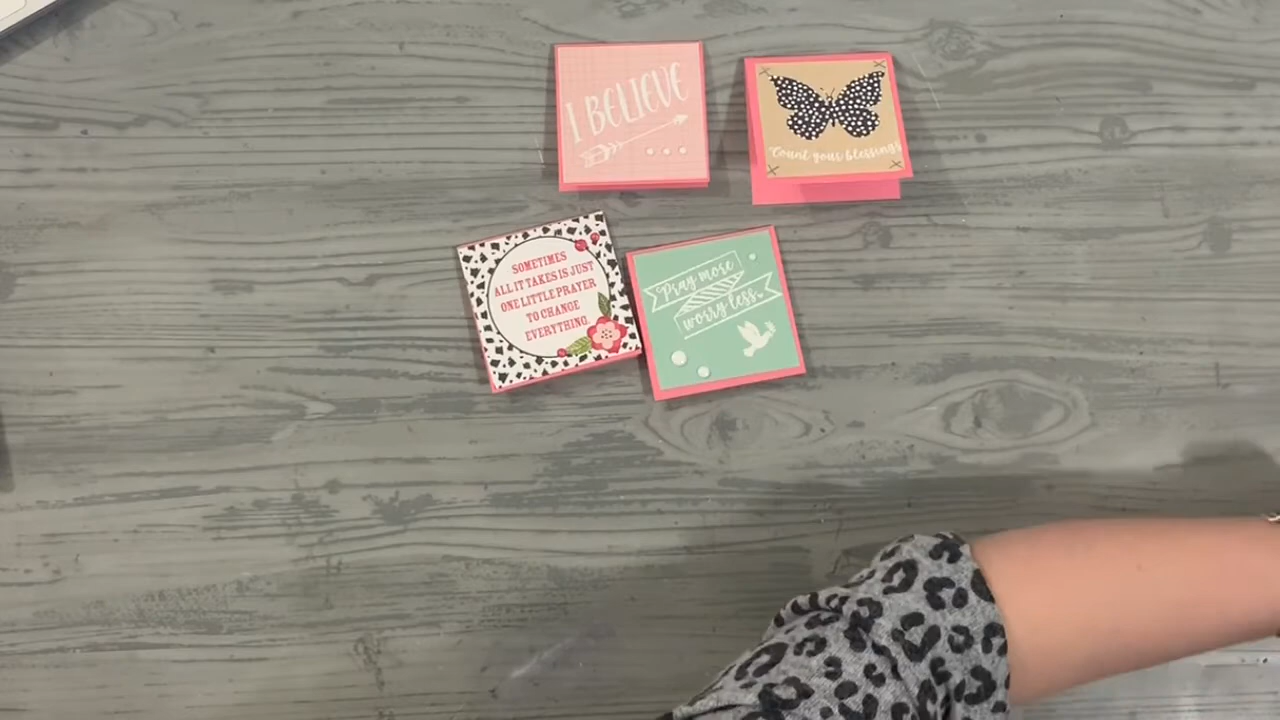 I BELIEVE
"Count your blessings
SOMETIMES
ALL IT TAKES IS JUST
ONE LITTLE PRAYER
TO CHANGE
EVERYTHING.
Pray more
worry less